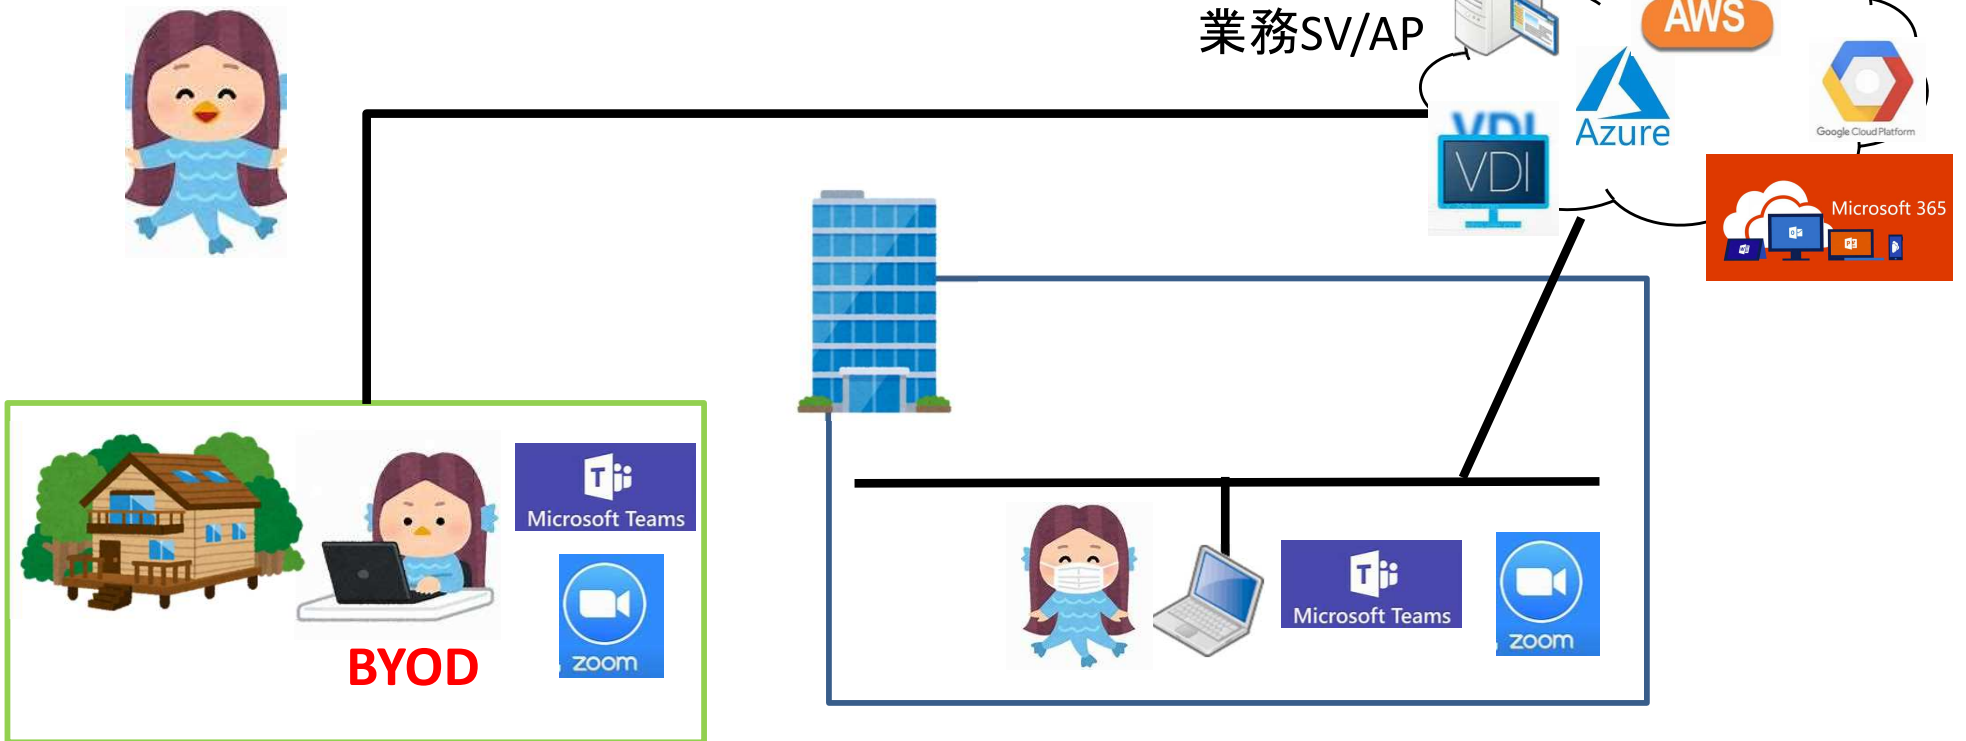 業務SV/AP
AWS
Azure
Google Cloud Platform
VDI
VDI
Microsoft 365
Microsoft Teams
zoom
BYOD
Microsoft Teams
zoom